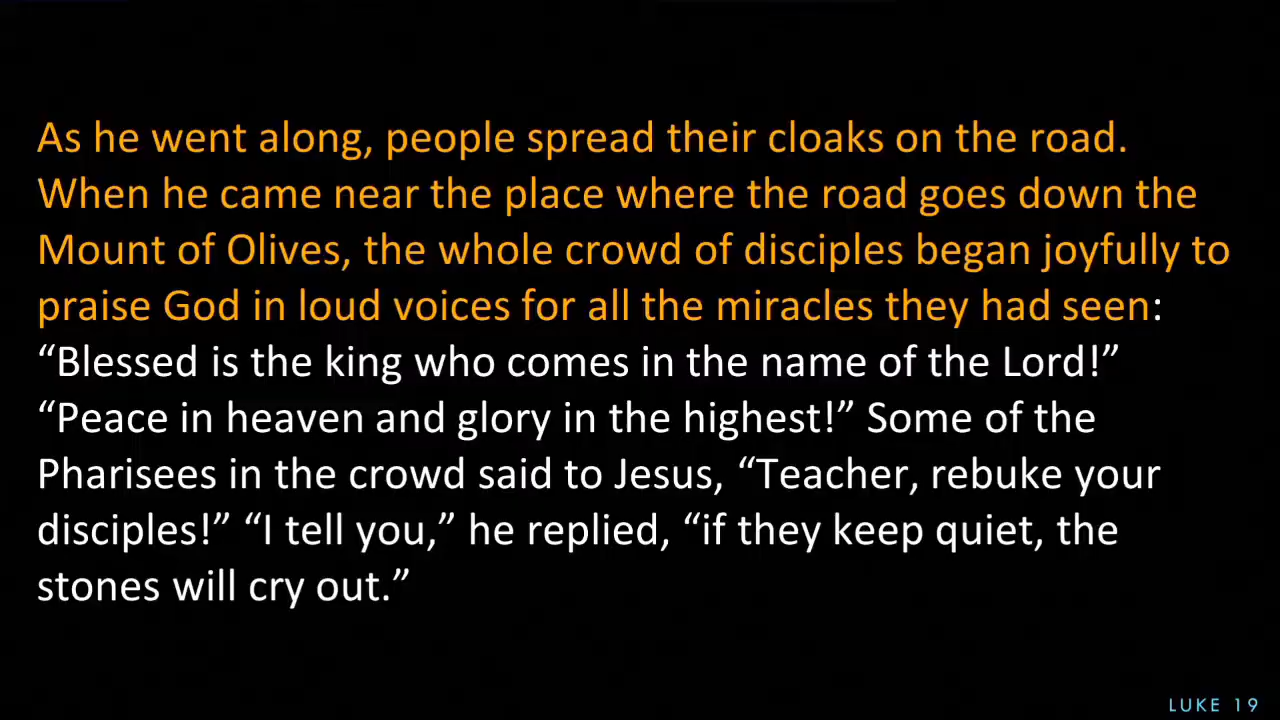 As he went along, people spread their cloaks on the road.
When he came near the place where the road goes down the
Mount of Olives, the whole crowd of disciples began joyfully to
praise God in loud voices for all the miracles they had seen:
“Blessed is the king who comes in the name of the Lord!”
“Peace in heaven and glory in the highest!” Some of the
Pharisees in the crowd said to Jesus, “Teacher, rebuke your
disciples!” “I tell you,” he replied, “if they keep quiet, the
stones will cry out.”
LUKE 19